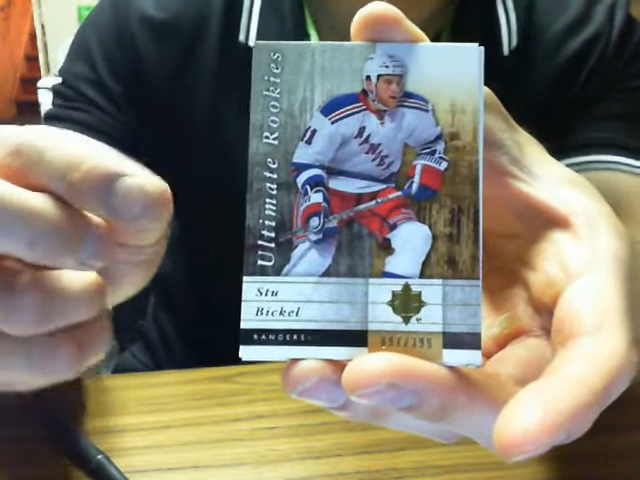 Ultimate Rookies
RANGERS
Stu
Bickel
RANGERS